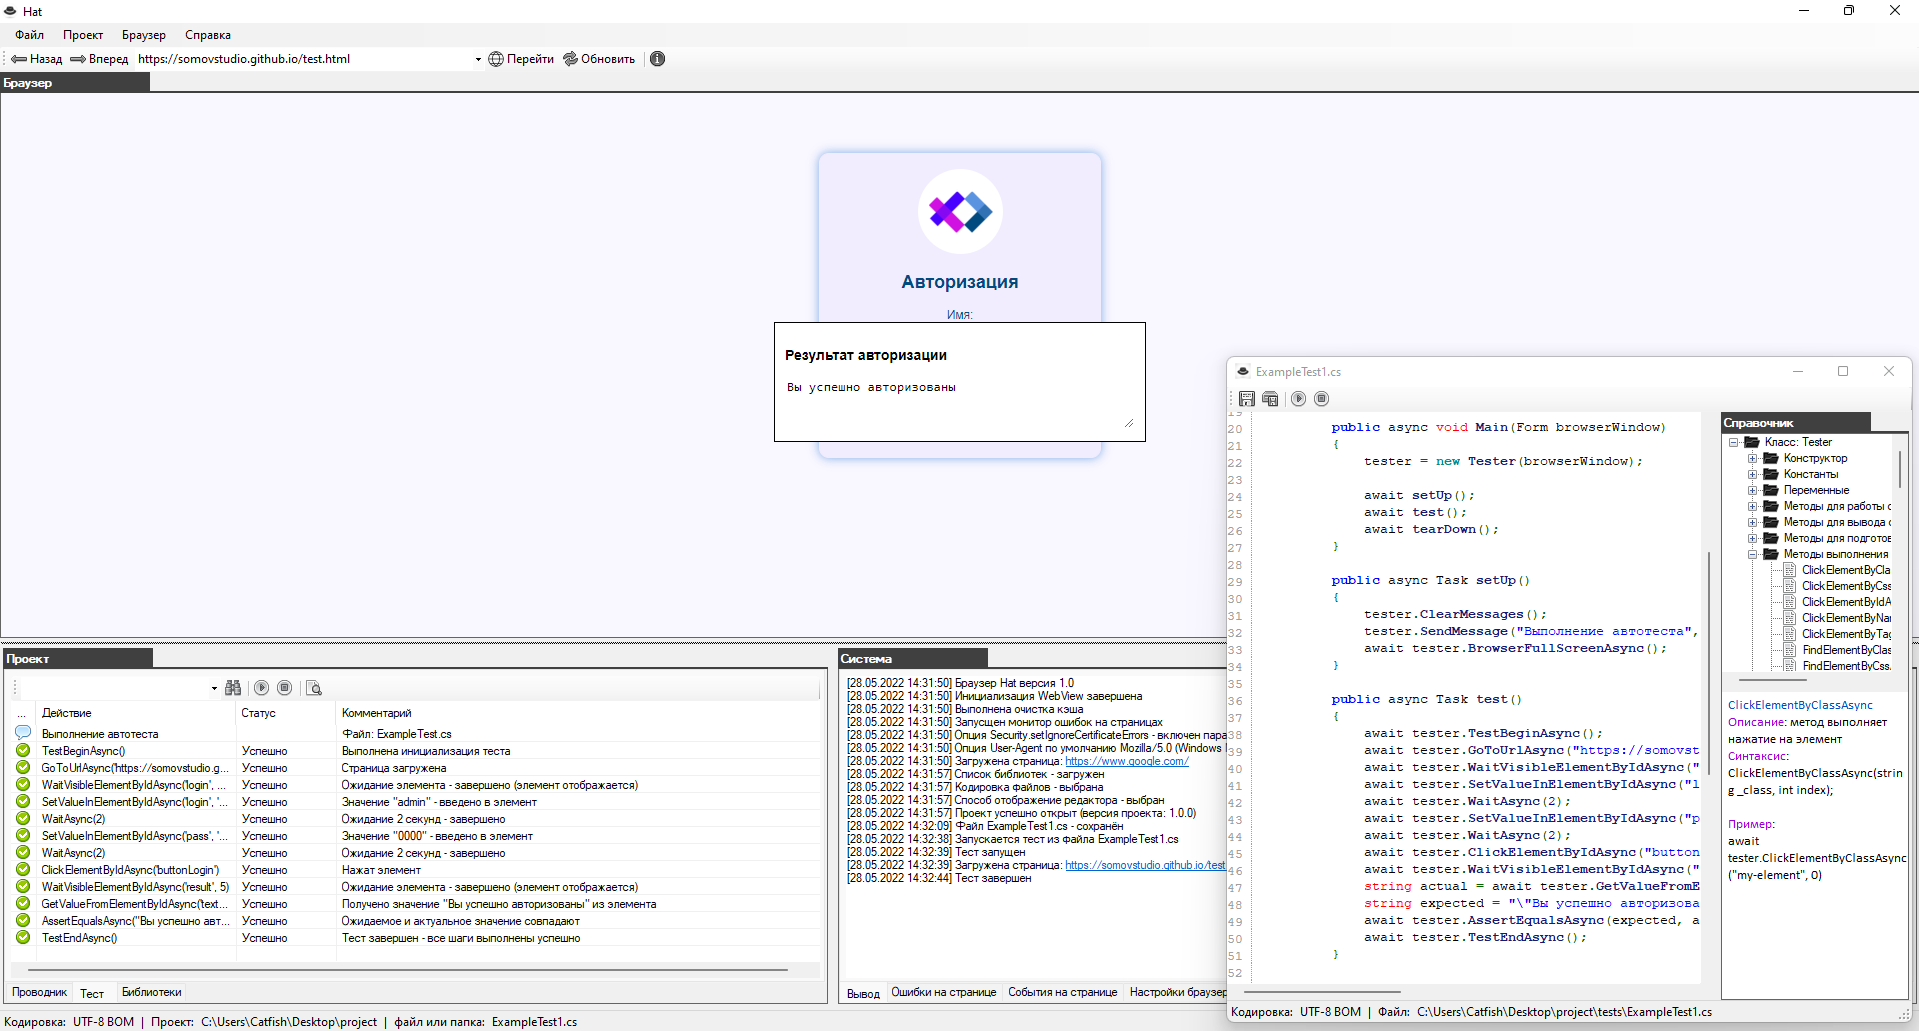 Hat
Файл Проект Браузер Справка
Назад Вперед https://somovstudio.github.io/test.html Перейти Обновить
Браузер
Авторизация
Имя:
Результат авторизации
Вы успешно авторизованы
Проект
... Действие Статус Комментарий
Выполнение автотеста Файл: ExampleTest.cs
TestBeginAsync() Успешно Выполнена инициализация теста
GoToUrlAsync('https://somovstudio.g... Успешно Страница загружена
WaitVisibleElementByIdAsync('login', ... Успешно Ожидание элемента - завершено (элемент отображается)
SetValueInElementByIdAsync('login', '... Успешно Значение "admin" - введено в элемент
WaitAsync(2) Успешно Ожидание 2 секунд - завершено
SetValueInElementByIdAsync('pass', '... Успешно Значение "0000" - введено в элемент
WaitAsync(2) Успешно Ожидание 2 секунд - завершено
ClickElementByIdAsync('buttonLogin') Успешно Нажат элемент
WaitVisibleElementByIdAsync('result', 5) Успешно Ожидание элемента - завершено (элемент отображается)
GetValueFromElementByIdAsync('text... Успешно Получено значение "Вы успешно авторизованы" из элемента
AssertEqualsAsync("Вы успешно авт... Успешно Ожидаемое и актуальное значение совпадают
TestEndAsync() Успешно Тест завершен - все шаги выполнены успешно
Проводник Тест Библиотеки
Система
[28.05.2022 14:31:50] Браузер Hat версия 1.0
[28.05.2022 14:31:50] Инициализация WebView завершена
[28.05.2022 14:31:50] Выполнена очистка кэша
[28.05.2022 14:31:50] Запусщен монитор ошибок на страницах
[28.05.2022 14:31:50] Опция Security.setIgnoreCertificateErrors - включен пара
[28.05.2022 14:31:50] Опция User-Agent по умолчанию Mozilla/5.0 (Windows
[28.05.2022 14:31:50] Загружена страница: https://www.google.com/
[28.05.2022 14:31:57] Список библиотек - загружен
[28.05.2022 14:31:57] Кодировка файлов - выбрана
[28.05.2022 14:31:57] Способ отображение редактора - выбран
[28.05.2022 14:31:57] Проект успешно открыт (версия проекта: 1.0.0)
[28.05.2022 14:32:09] Файл ExampleTest1.cs - сохранён
[28.05.2022 14:32:38] Запускается тест из файла ExampleTest1.cs
[28.05.2022 14:32:39] Тест запущен
[28.05.2022 14:32:39] Загружена страница: https://somovstudio.github.io/test
[28.05.2022 14:32:44] Тест завершен
Вывод Ошибки на странице События на странице Настройки браузер
ExampleTest1.cs
19
20 public async void Main(Form browserWindow)
21 {
22 tester = new Tester(browserWindow);
23
24 await setUp();
25 await test();
26 await tearDown();
27 }
28
29 public async Task setUp()
30 {
31 tester.ClearMessages();
32 tester.SendMessage("Выполнение автотеста",
33 await tester.BrowserFullScreenAsync();
34 }
35
36 public async Task test()
37 {
38 await tester.TestBeginAsync();
39 await tester.GoToUrlAsync("https://somovst
40 await tester.WaitVisibleElementByIdAsync("
41 await tester.SetValueInElementByIdAsync("l
42 await tester.WaitAsync(2);
43 await tester.SetValueInElementByIdAsync("p
44 await tester.WaitAsync(2);
45 await tester.ClickElementByIdAsync("button
46 await tester.WaitVisibleElementByIdAsync("
47 string actual = await tester.GetValueFromE
48 string expected = "\"Вы успешно авторизова
49 await tester.AssertEqualsAsync(expected, a
50 await tester.TestEndAsync();
51 }
52
Справочник
Класс: Tester
Конструктор
Константы
Переменные
Методы для работы с
Методы для вывода с
Методы для подготов
Методы выполнения
ClickElementByCla
ClickElementByCss
ClickElementByIdA
ClickElementByNa
ClickElementByTag
FindElementByClas
FindElementByCss
ClickElementByClassAsync
Описание: метод выполняет
нажатие на элемент
Синтаксис:
ClickElementByClassAsync(strin
g _class, int index);
Пример:
await
tester.ClickElementByClassAsync
("my-element", 0)
Кодировка: UTF-8 BOM | Файл: C:\Users\Catfish\Desktop\project\tests\ExampleTest1.cs
Кодировка: UTF-8 BOM | Проект: C:\Users\Catfish\Desktop\project | файл или папка: ExampleTest1.cs